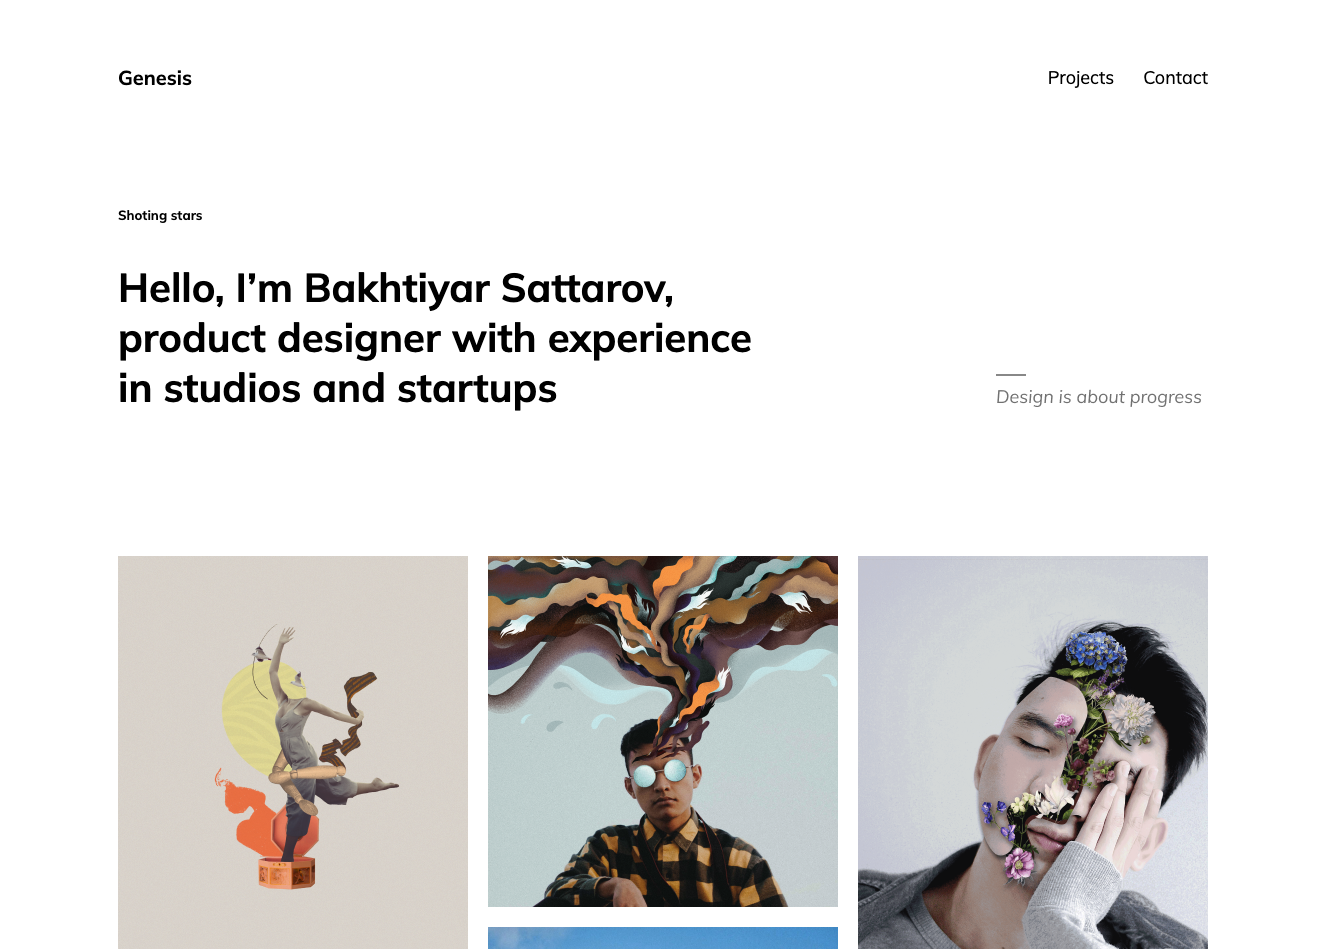 Genesis
Projects
Contact
Shoting stars
Hello, I’m Bakhtiyar Sattarov,
product designer with experience
in studios and startups
Design is about progress